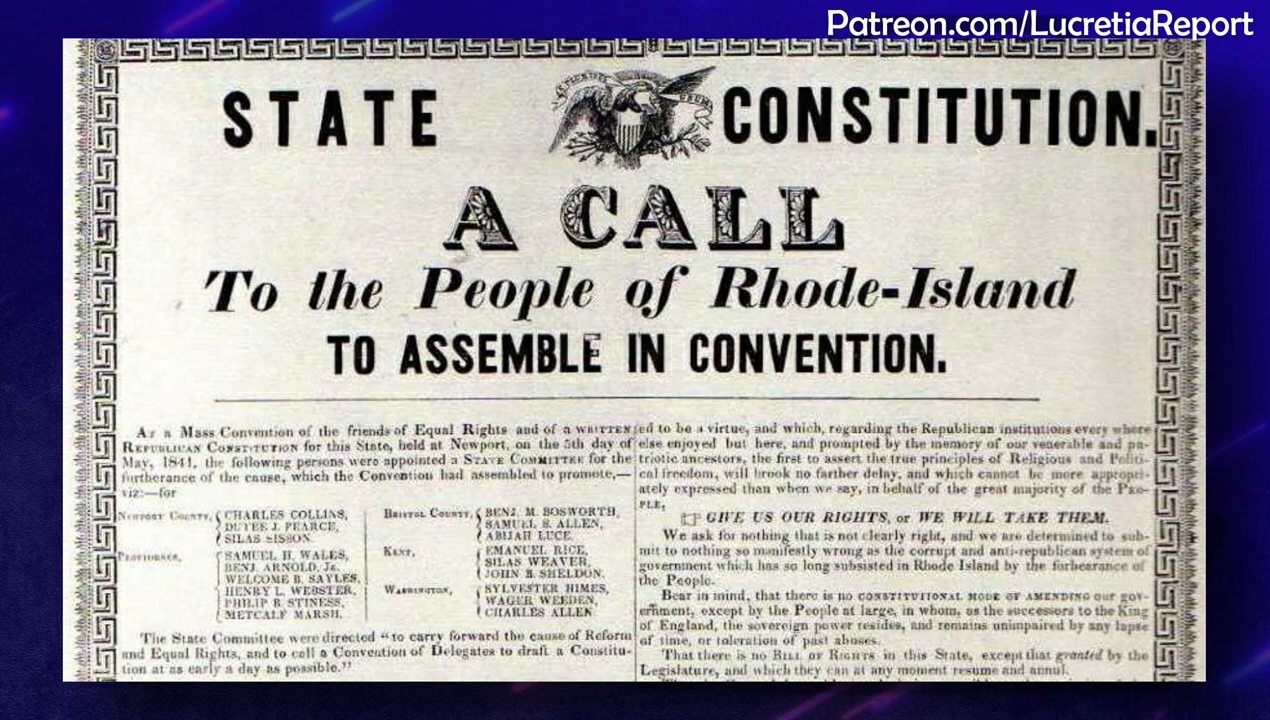 Patreon.com/LucretiaReport
STATE CONSTITUTION.
A CALL
To the People of Rhode-Island
TO ASSEMBLE IN CONVENTION.
At a Mass Convention of the friends of Equal Rights and of a WRITTEN
REPUBLICAN CONSTITUTION for this State, held at Newport, on the 5th day of
May, 1841, the following persons were appointed a STATE COMMITTEE for the
furtherance of the cause, which the Convention had assembled to promote,—
viz:—for
NEWPORT COUNTY,
CHARLES COLLINS,
DUTEE J. PEARCE,
SILAS SISSON.
PROVIDENCE,
SAMUEL H. WALES,
BENJ. ARNOLD, JR.
WELCOME B. SAYLES,
HENRY L. WEBSTER,
PHILIP B. STINESS,
METCALF MARSH.
BRISTOL COUNTY,
BENJ. M. BOSWORTH,
SAMUEL S. ALLEN,
ABIJAH LUCE.
KENT,
EMANUEL RICE,
SILAS WEAVER,
JOHN B. SHELDON.
WASHINGTON,
SYLVESTER HIMES,
WAGER WEEDEN,
CHARLES ALLEN
The State Committee were directed "to carry forward the cause of Reform
and Equal Rights, and to call a Convention of Delegates to draft a Constitu-
tion at as early a day as possible."
ed to be a virtue, and which, regarding the Republican institutions every where
else enjoyed but here, and prompted by the memory of our venerable and pa-
triotic ancestors, the first to assert the true principles of Religious and Politi-
cal freedom, will brook no farther delay, and which cannot be more appropri-
ately expressed than when we say, in behalf of the great majority of the PEO-
PLE,
☞ GIVE US OUR RIGHTS, or WE WILL TAKE THEM.
We ask for nothing that is not clearly right, and we are determined to sub-
mit to nothing so manifestly wrong as the corrupt and anti-republican system of
government which has so long subsisted in Rhode Island by the forbearance of
the People.
Bear in mind, that there is no CONSTITUTIONAL MODE OF AMENDING our gov-
ernment, except by the People at large, in whom, as the successors to the King
of England, the sovereign power resides, and remains unimpaired by any lapse
of time, or toleration of past abuses.
That there is no BILL OF RIGHTS in this State, except that granted by the
Legislature, and which they can at any moment resume and annul.